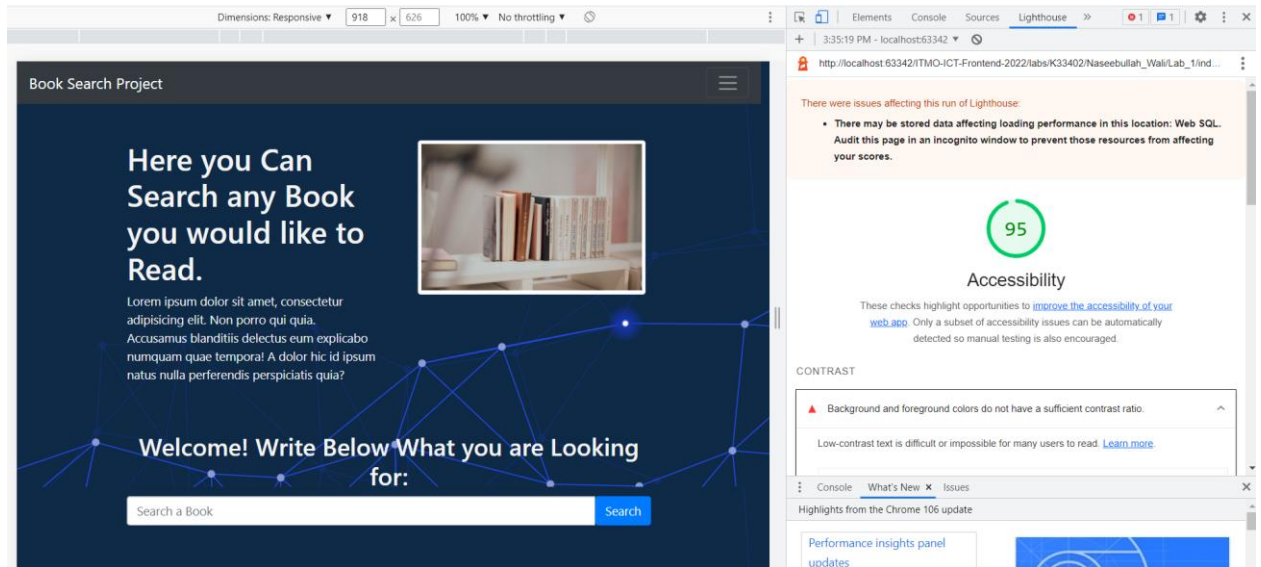 Dimensions: Responsive ▼ 918 x 626 100% ▼ No throttling ▼
Book Search Project
Here you Can
Search any Book
you would like to
Read.
Lorem ipsum dolor sit amet, consectetur
adipisicing elit. Non porro qui quia.
Accusamus blanditiis delectus eum explicabo
numquam quae tempora! A dolor hic id ipsum
natus nulla perferendis perspiciatis quia?
Welcome! Write Below What you are Looking
for:
Search a Book Search
Elements Console Sources Lighthouse » 1 1
+ 3:35:19 PM - localhost:63342 ▼
http://localhost:63342/ITMO-ICT-Frontend-2022/labs/K33402/Naseebullah_Wali/Lab_1/ind...
There were issues affecting this run of Lighthouse:
• There may be stored data affecting loading performance in this location: Web SQL.
Audit this page in an incognito window to prevent those resources from affecting
your scores.
95
Accessibility
These checks highlight opportunities to improve the accessibility of your
web app. Only a subset of accessibility issues can be automatically
detected so manual testing is also encouraged.
CONTRAST
Background and foreground colors do not have a sufficient contrast ratio.
Low-contrast text is difficult or impossible for many users to read. Learn more.
Console What's New x Issues
Highlights from the Chrome 106 update
Performance insights panel
updates